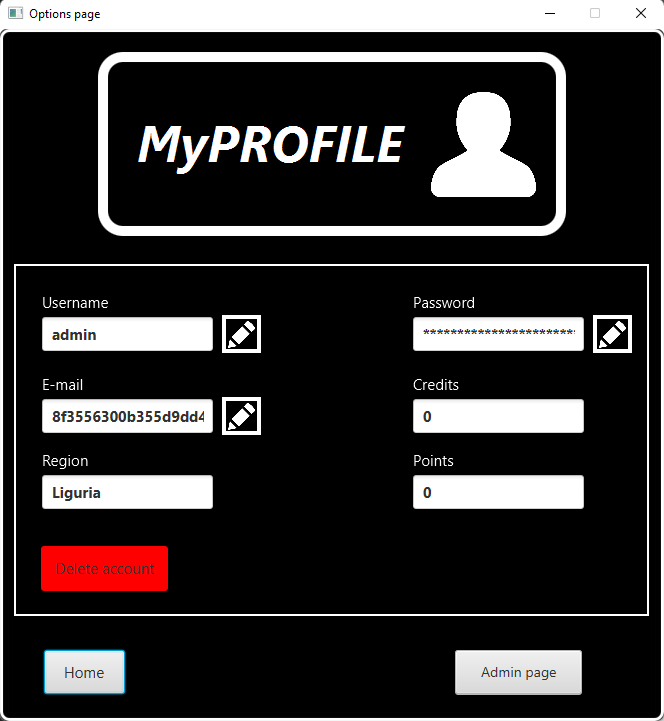 Options page
MyPROFILE
Username
Password
admin
************************
E-mail
Credits
8f3556300b355d9dd4
0
Region
Points
Liguria
0
Delete account
Home
Admin page